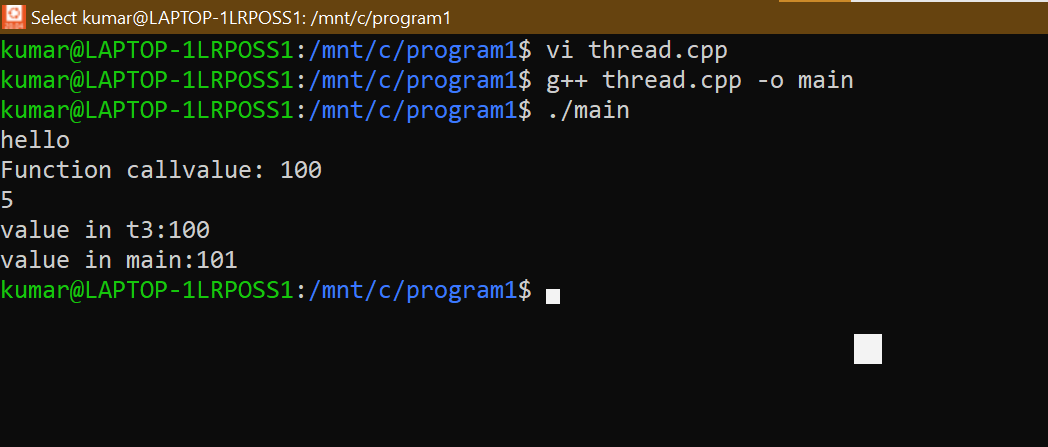 Select kumar@LAPTOP-1LRPOSS1: /mnt/c/program1
kumar@LAPTOP-1LRPOSS1:/mnt/c/program1$ vi thread.cpp
kumar@LAPTOP-1LRPOSS1:/mnt/c/program1$ g++ thread.cpp -o main
kumar@LAPTOP-1LRPOSS1:/mnt/c/program1$ ./main
hello
Function callvalue: 100
5
value in t3:100
value in main:101
kumar@LAPTOP-1LRPOSS1:/mnt/c/program1$